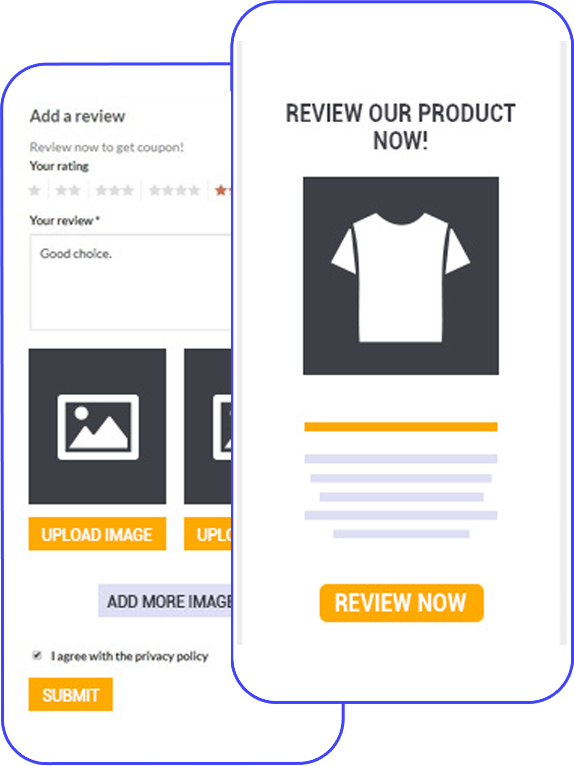 Add a review
Review now to get coupon!
Your rating
Your review *
Good choice.
UPLOAD IMAGE
UPLO
ADD MORE IMAGE
I agree with the privacy policy
SUBMIT
REVIEW OUR PRODUCT
NOW!
REVIEW NOW